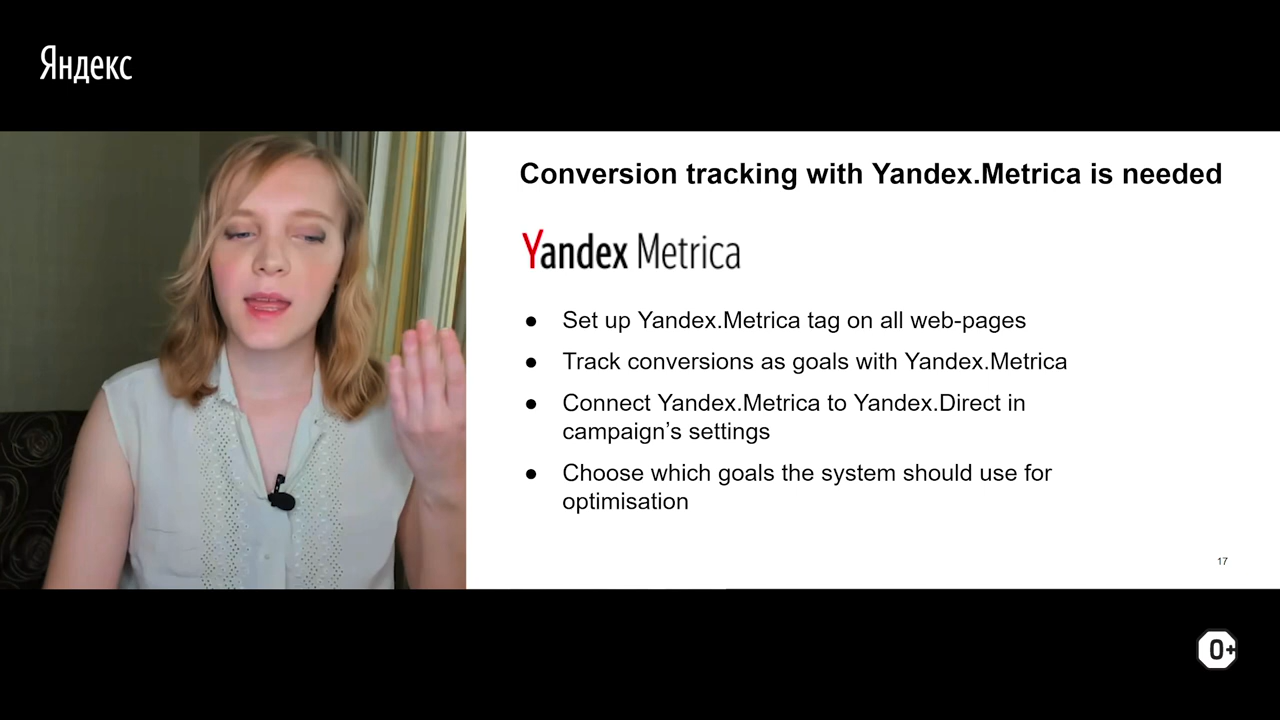 Яндекс
Conversion tracking with Yandex.Metrica is needed
Yandex Metrica
● Set up Yandex.Metrica tag on all web-pages
● Track conversions as goals with Yandex.Metrica
● Connect Yandex.Metrica to Yandex.Direct in
campaign’s settings
● Choose which goals the system should use for
optimisation
17
0+